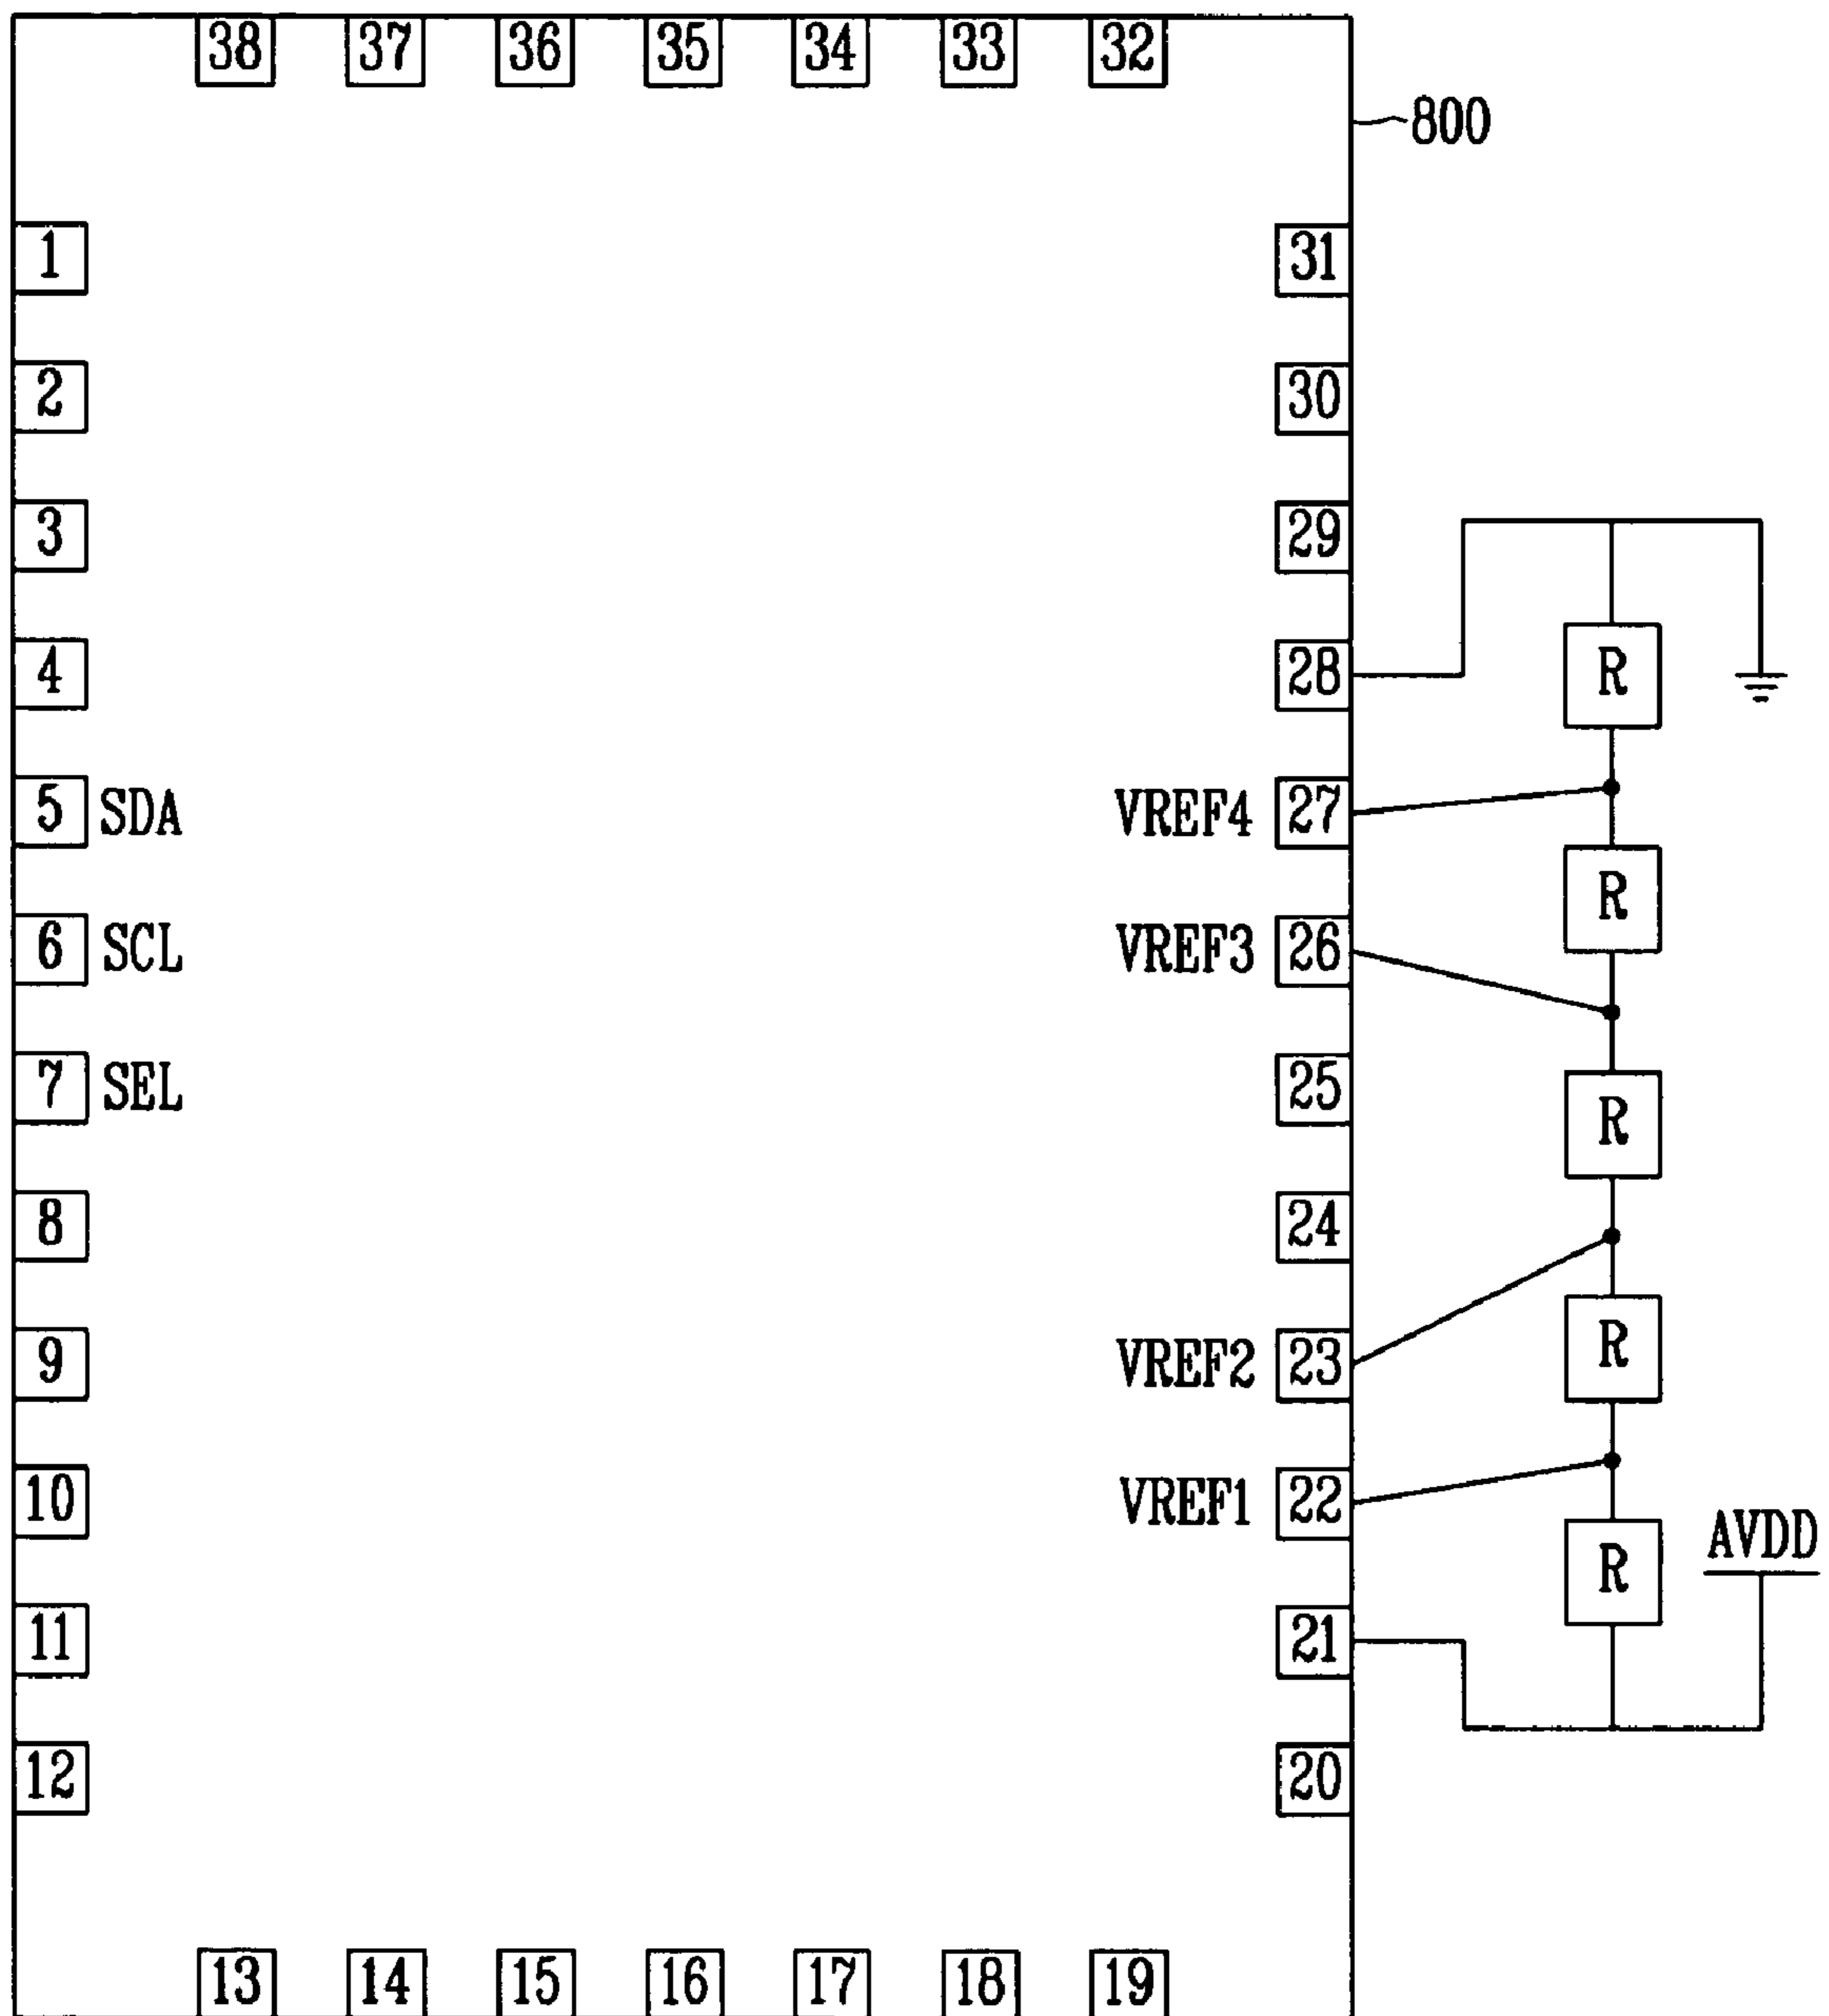 38 37 36 35 34 33 32
800
1 31
2 30
3 29
4 28 R
5 SDA VREF4 27
R
6 SCL VREF3 26
7 SEL 25 R
8 24
9 VREF2 23 R
10 VREF1 22
AVDD
R
11 21
12 20
13 14 15 16 17 18 19